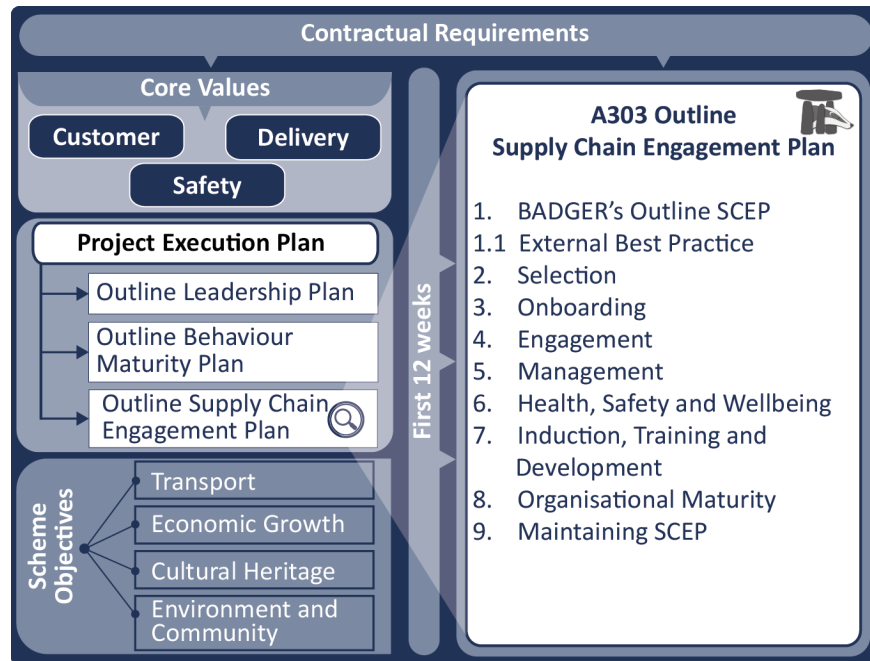 Contractual Requirements
Core Values
Customer
Delivery
Safety
Project Execution Plan
Outline Leadership Plan
Outline Behaviour
Maturity Plan
Outline Supply Chain
Engagement Plan
Scheme
Objectives
Transport
Economic Growth
Cultural Heritage
Environment and
Community
First 12 weeks
A303 Outline
Supply Chain Engagement Plan
1. BADGER’s Outline SCEP
1.1 External Best Practice
2. Selection
3. Onboarding
4. Engagement
5. Management
6. Health, Safety and Wellbeing
7. Induction, Training and
Development
8. Organisational Maturity
9. Maintaining SCEP